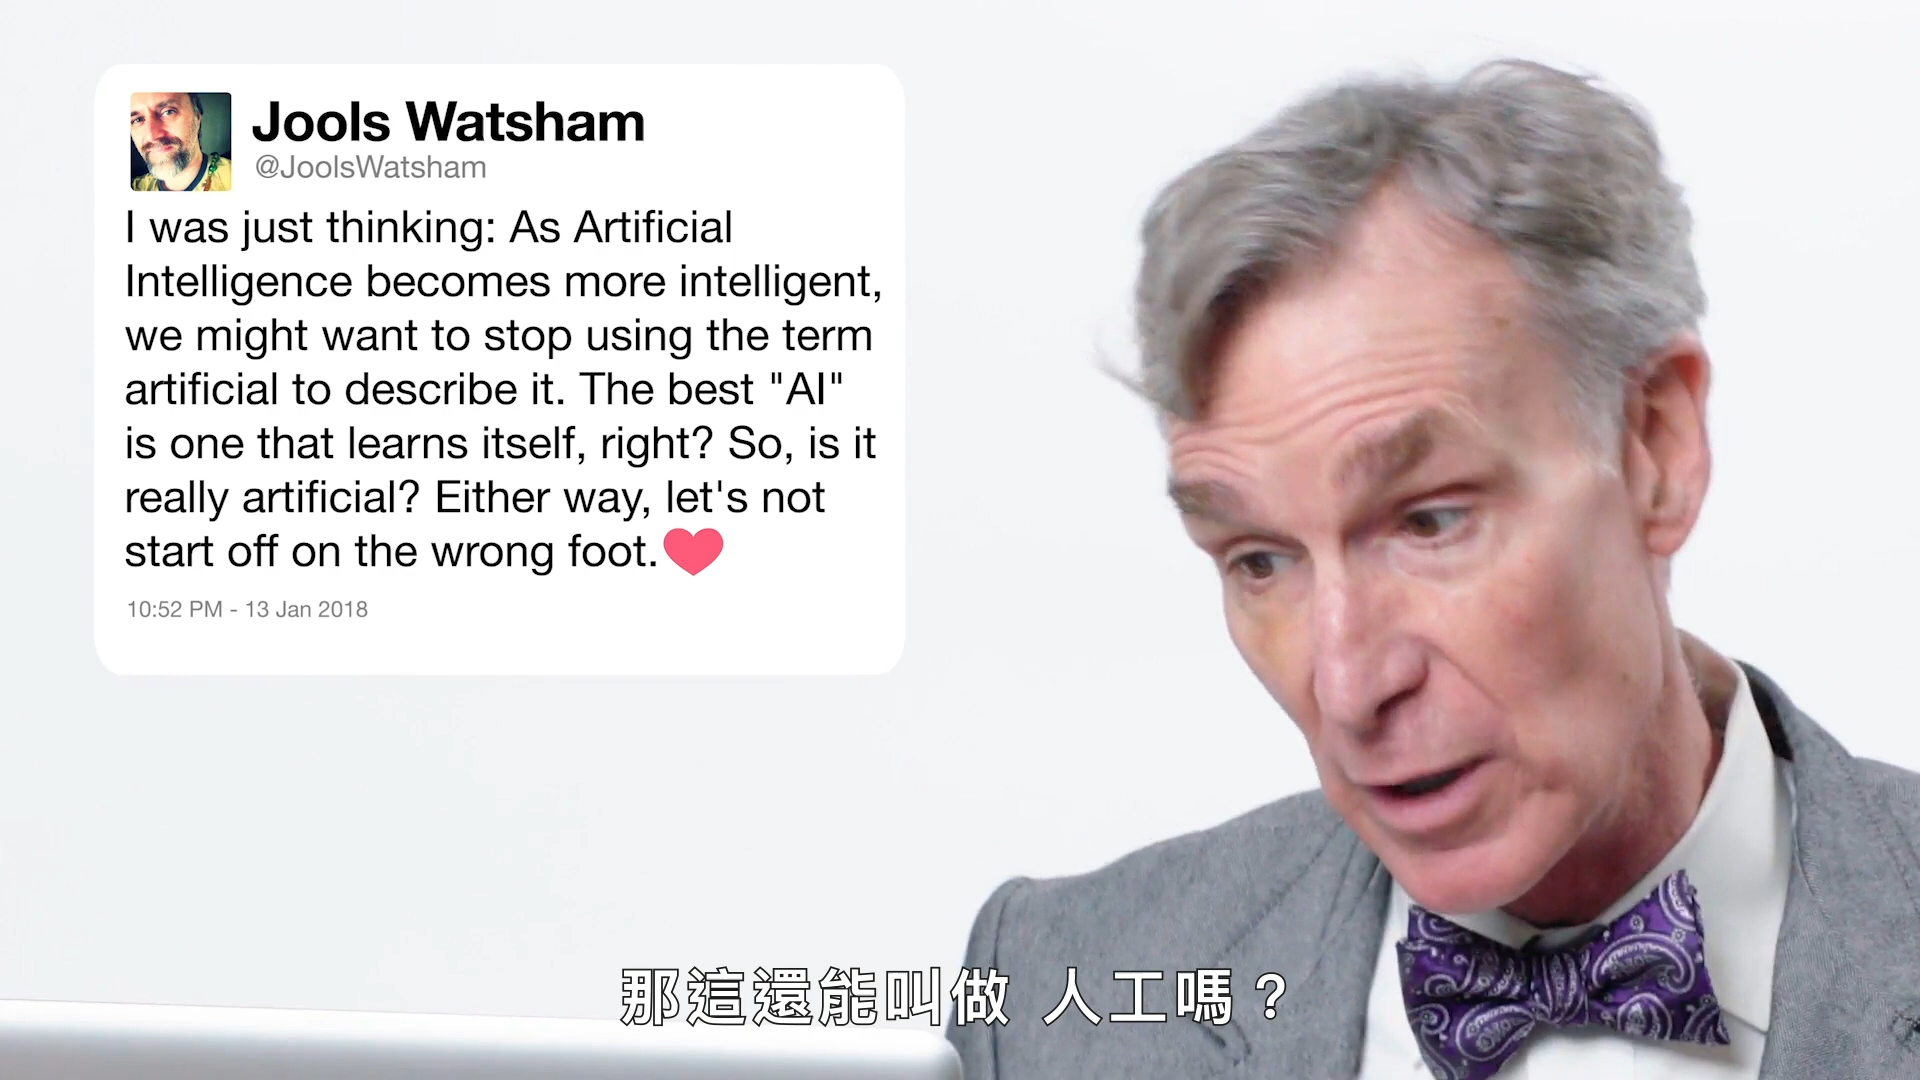 Jools Watsham
@JoolsWatsham
I was just thinking: As Artificial
Intelligence becomes more intelligent,
we might want to stop using the term
artificial to describe it. The best "AI"
is one that learns itself, right? So, is it
really artificial? Either way, let's not
start off on the wrong foot.❤
10:52 PM - 13 Jan 2018
那這還能叫做 人工嗎？